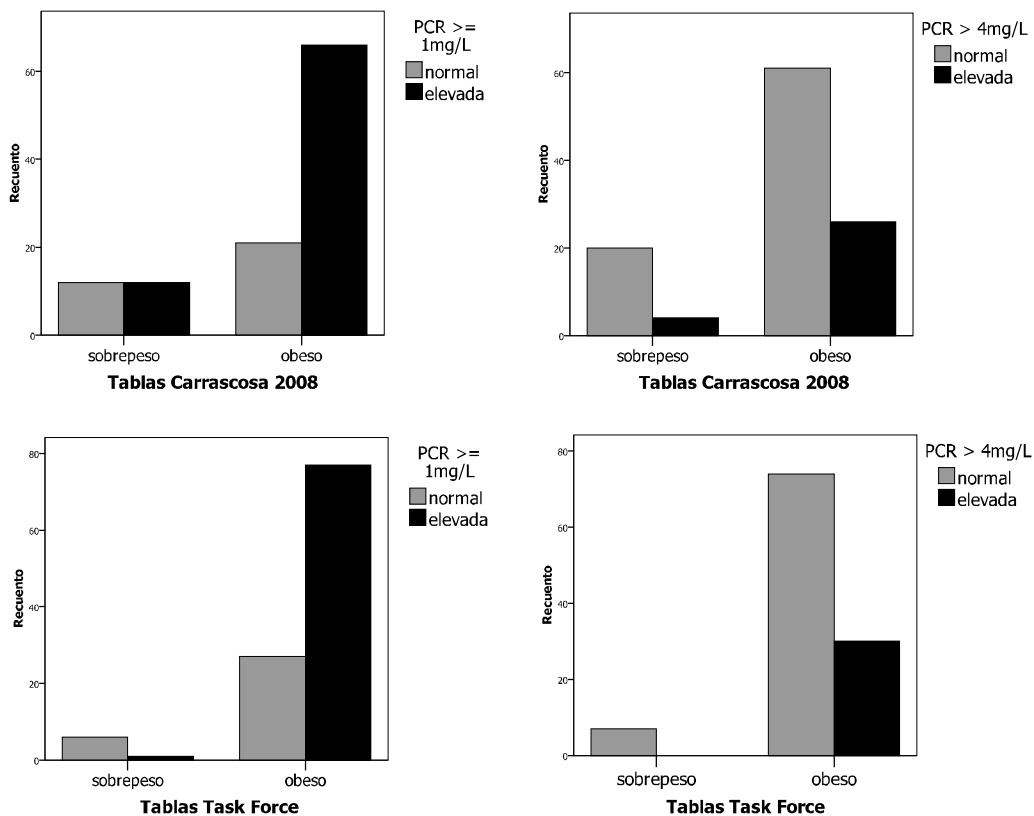 PCR >=
1mg/L
normal
elevada
Recuento
60
40
20
0
sobrepeso
obeso
Tablas Carrascosa 2008
PCR > 4mg/L
normal
elevada
Recuento
60
40
20
0
sobrepeso
obeso
Tablas Carrascosa 2008
PCR >=
1mg/L
normal
elevada
Recuento
80
60
40
20
0
sobrepeso
obeso
Tablas Task Force
PCR > 4mg/L
normal
elevada
Recuento
80
60
40
20
0
sobrepeso
obeso
Tablas Task Force